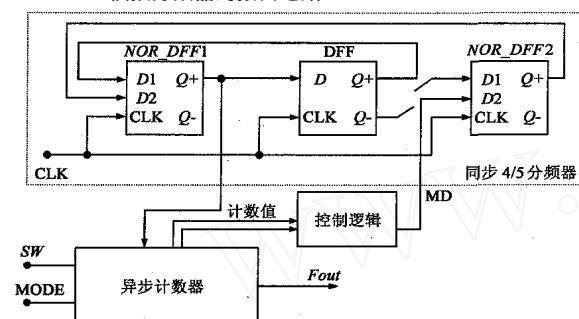 NOR_DFF1
DFF
NOR_DFF2
D1 Q+
D2
CLK Q-
D Q+
CLK Q-
D1 Q+
D2
CLK Q-
CLK
同步 4/5 分频器
MD
计数值
控制逻辑
SW
MODE
异步计数器
Fout
WWW.